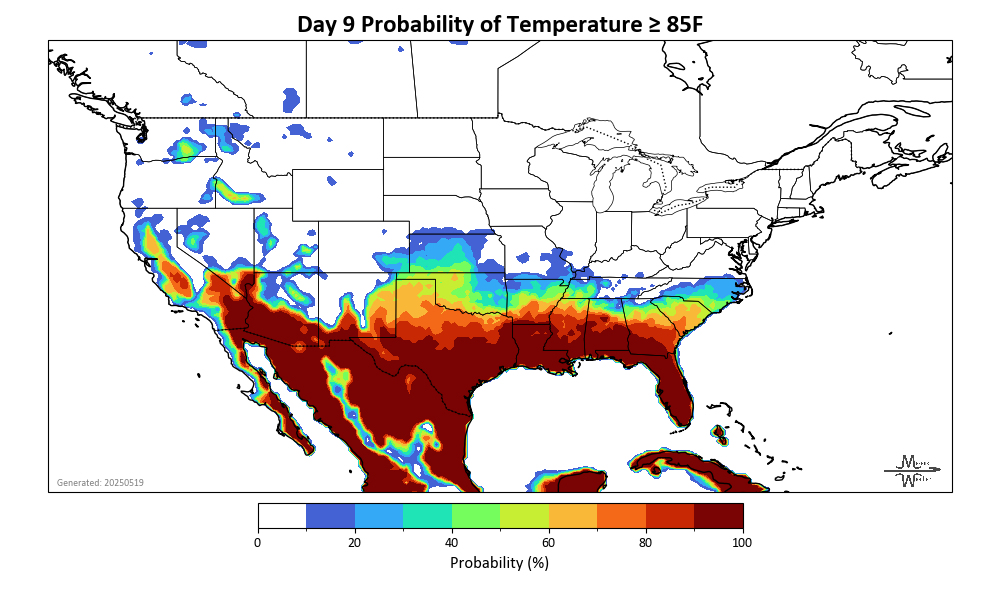 Day 9 Probability of Temperature ≥ 85F
Generated: 20250519
0 20 40 60 80 100
Probability (%)